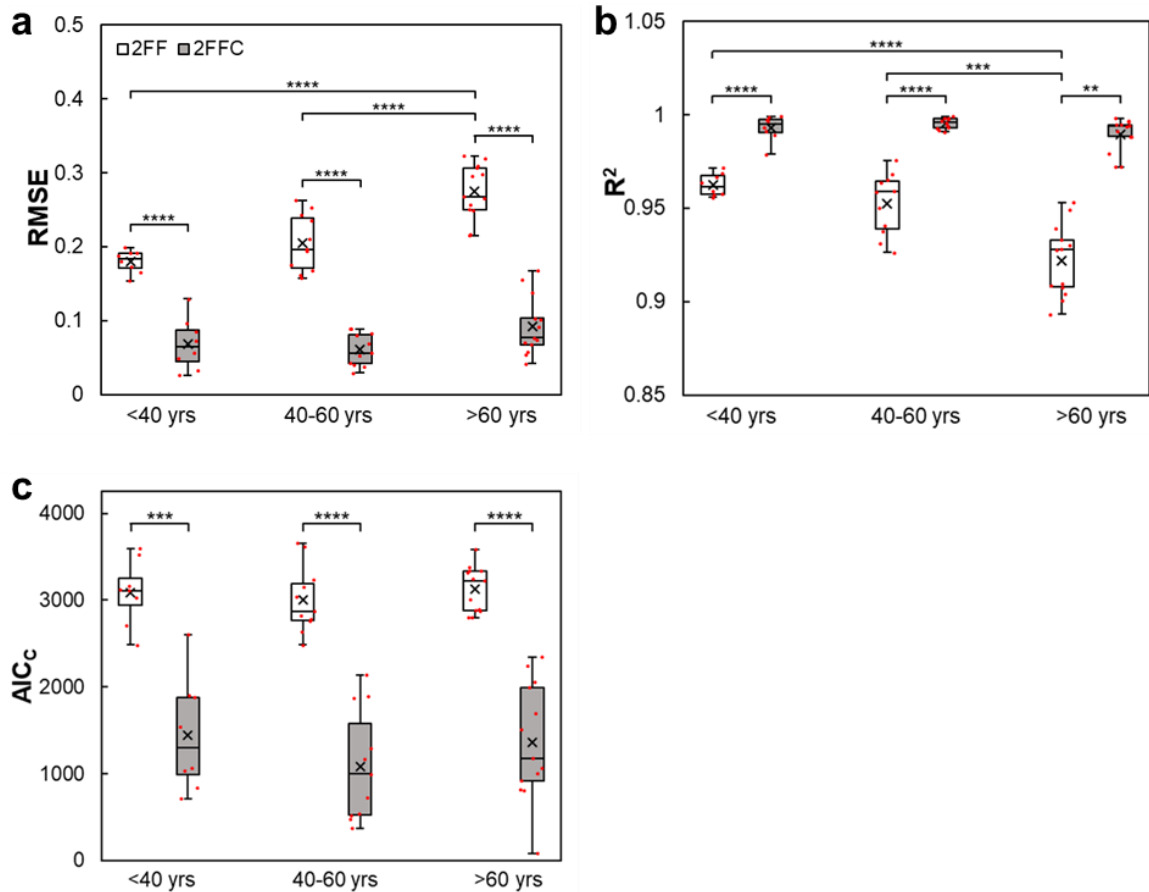 a
0.5
2FF 2FFC
0.4
0.3
0.2
0.1
0
RMSE
****
****
****
****
****
<40 yrs 40-60 yrs >60 yrs
b
1.05
1
0.95
0.9
0.85
R²
****
***
****
****
**
<40 yrs 40-60 yrs >60 yrs
c
4000
3000
2000
1000
0
AICC
***
****
****
<40 yrs 40-60 yrs >60 yrs